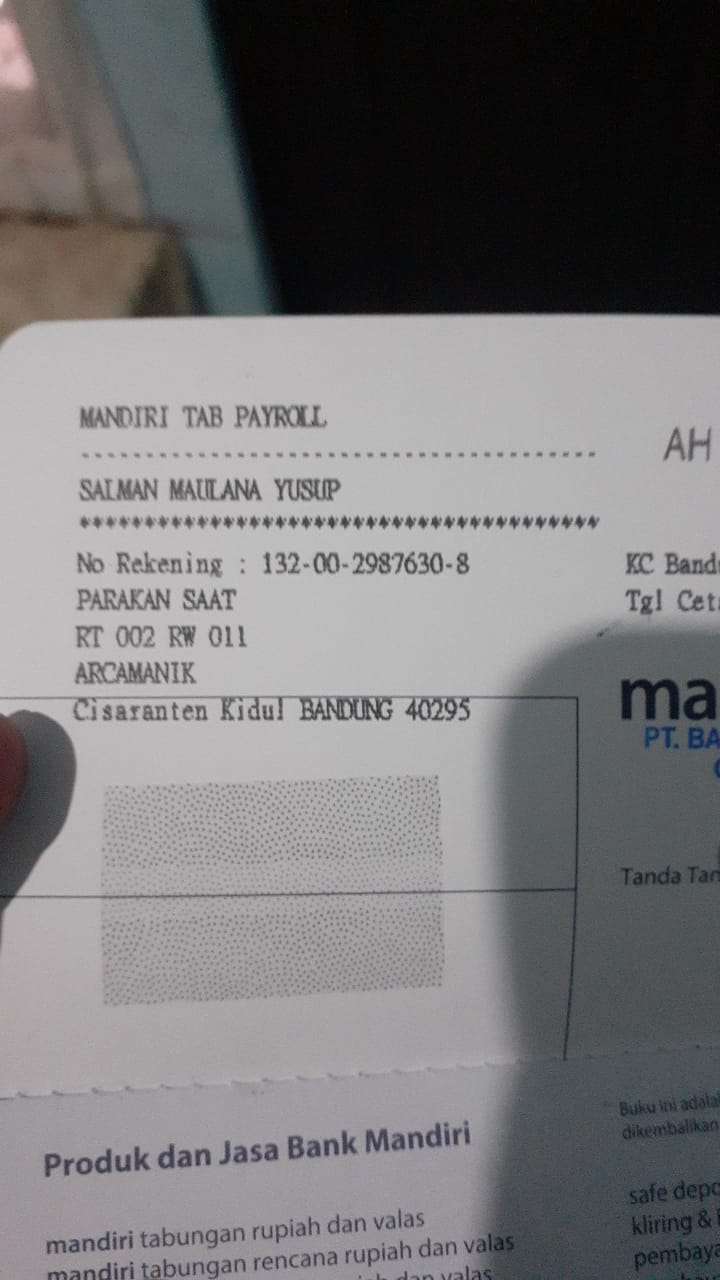 MANDIRI TAB PAYROLL
AH
SALMAN MAULANA YUSUP
No Rekening : 132-00-2987630-8
KC Band
PARAKAN SAAT
Tgl Cet
RT 002 RW 011
ARCAMANIK
Cisaranten Kidul BANDUNG 40295
ma
PT. BA
Tanda Tan
Produk dan Jasa Bank Mandiri
Buku ini adala
dikembalikan
mandiri tabungan rupiah dan valas
safe depo
mandiri tabungan rencana rupiah dan valas
kliring &
dan valas
pembaya